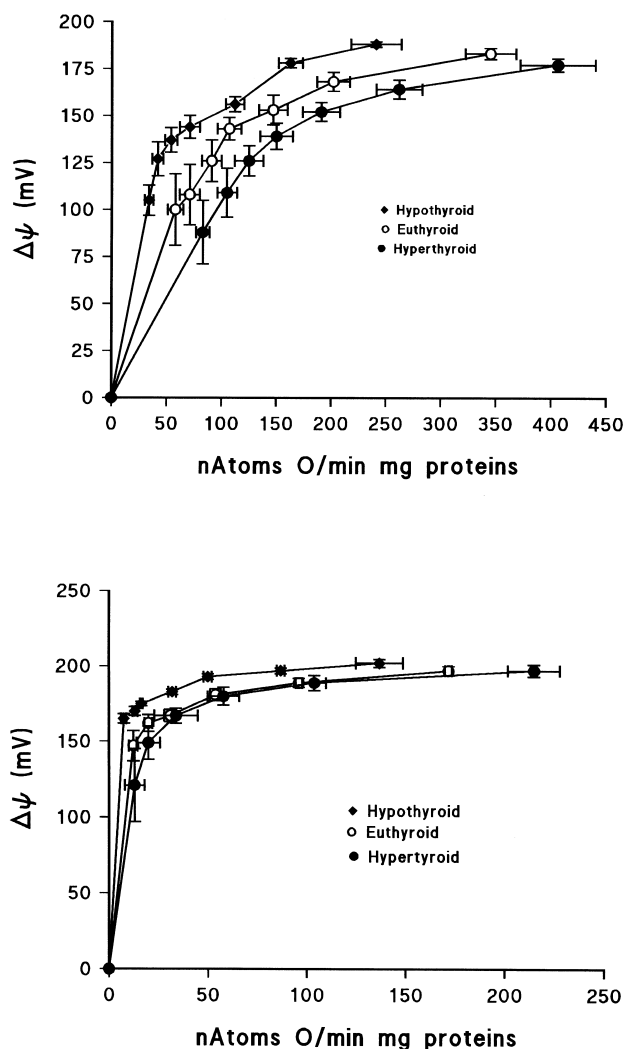 200
175
150
125
100
75
50
25
0
Δψ (mV)
Hypothyroid
Euthyroid
Hyperthyroid
0 50 100 150 200 250 300 350 400 450
nAtoms O/min mg proteins
250
200
150
100
50
0
Δψ (mV)
Hypothyroid
Euthyroid
Hypertyroid
0 50 100 150 200 250
nAtoms O/min mg proteins